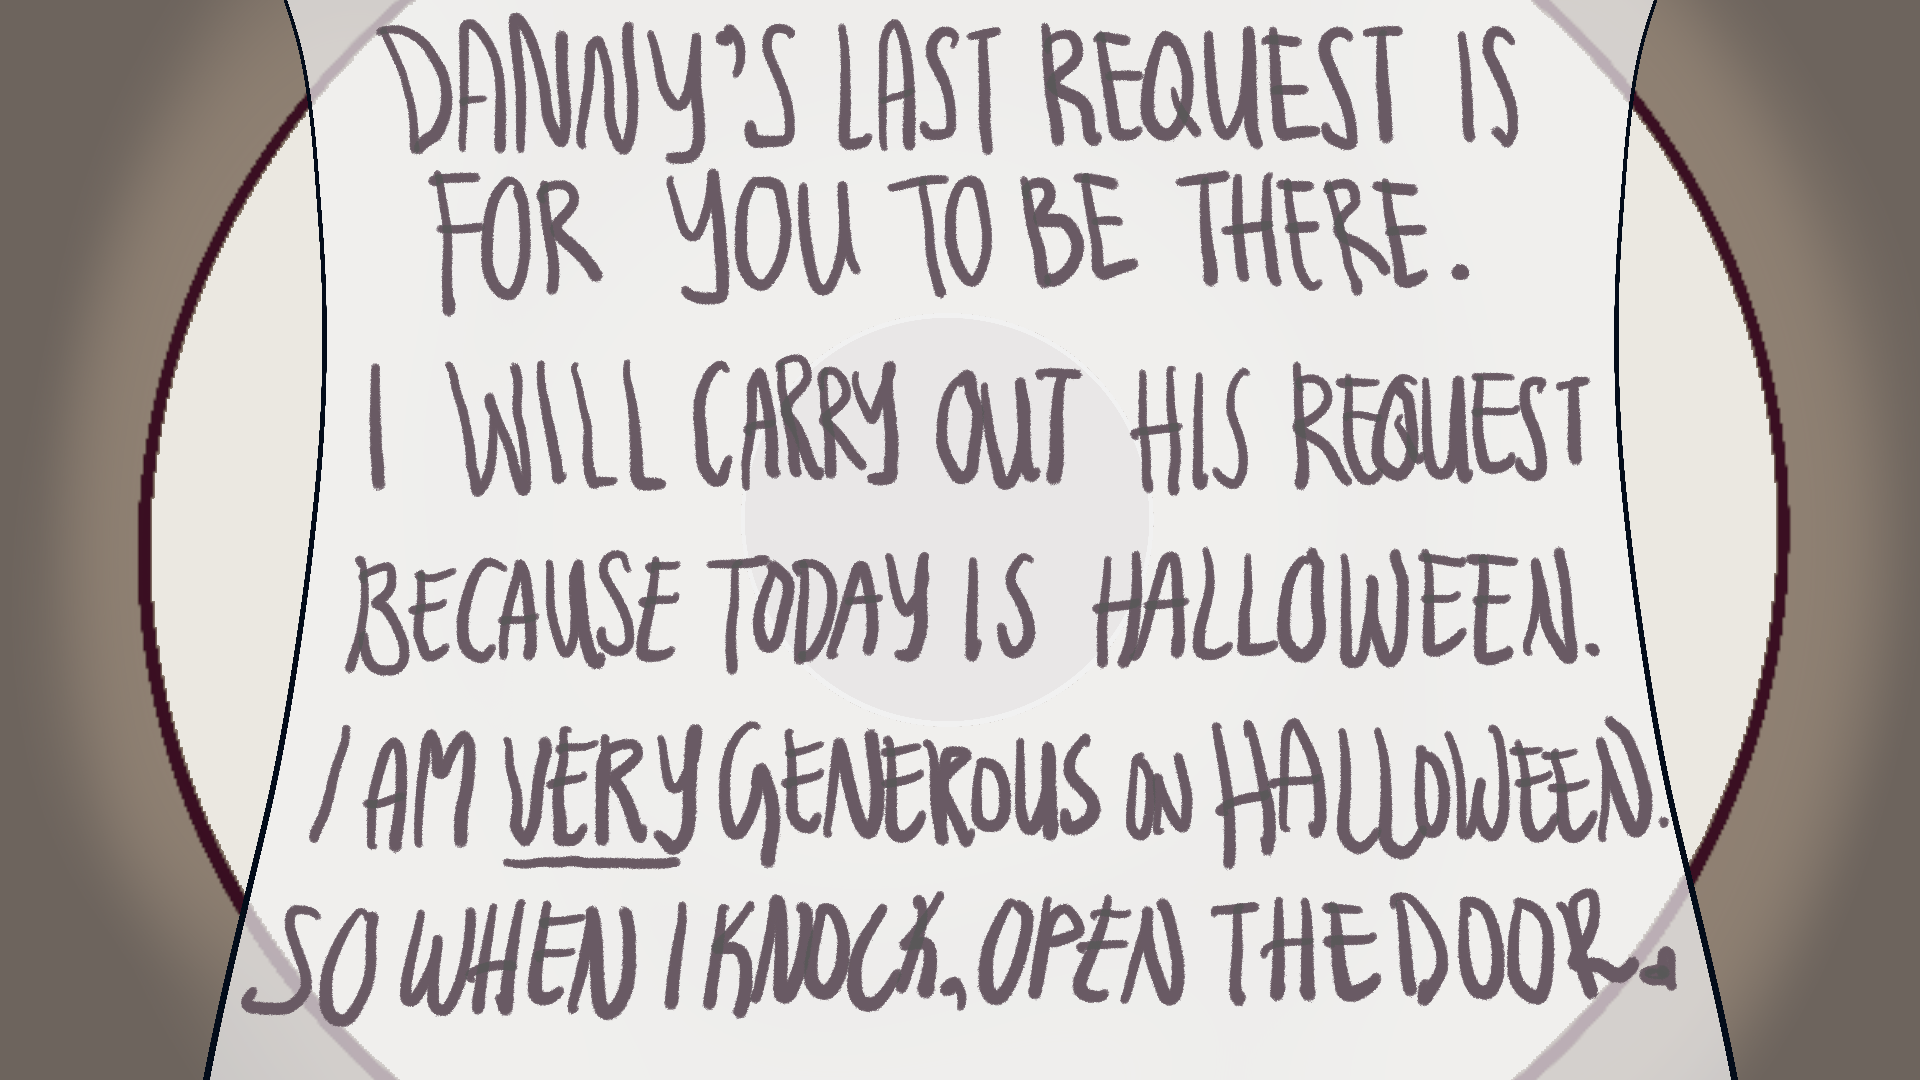 DANNY'S LAST REQUEST IS
FOR YOU TO BE THERE.
I WILL CARRY OUT HIS REQUEST
BECAUSE TODAY IS HALLOWEEN.
I AM VERY GENEROUS ON HALLOWEEN.
SO WHEN I KNOCK, OPEN THE DOOR.